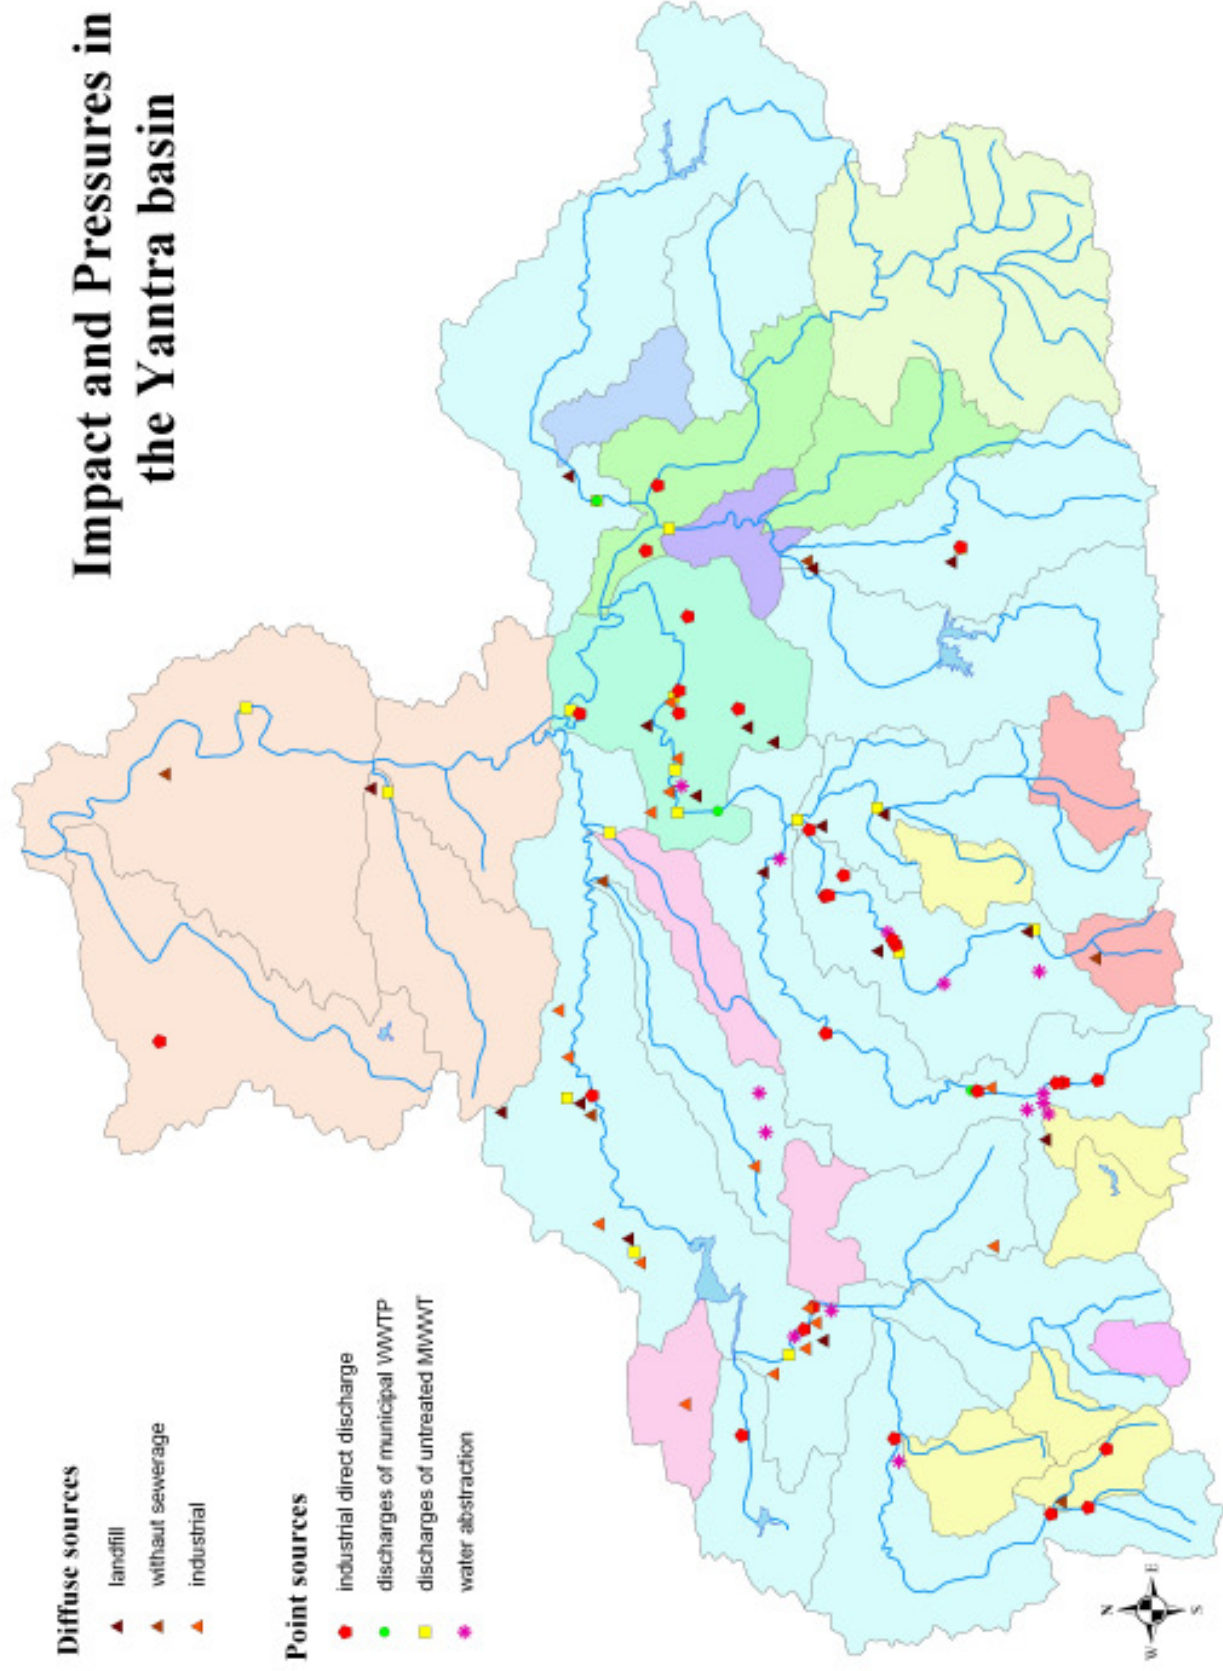 Impact and Pressures in
the Yantra basin
Diffuse sources
landfill
withaut sewerage
industrial
Point sources
industrial direct discharge
discharges of municipal WWTP
discharges of untreated MWWT
water abstraction
N
W
E
S